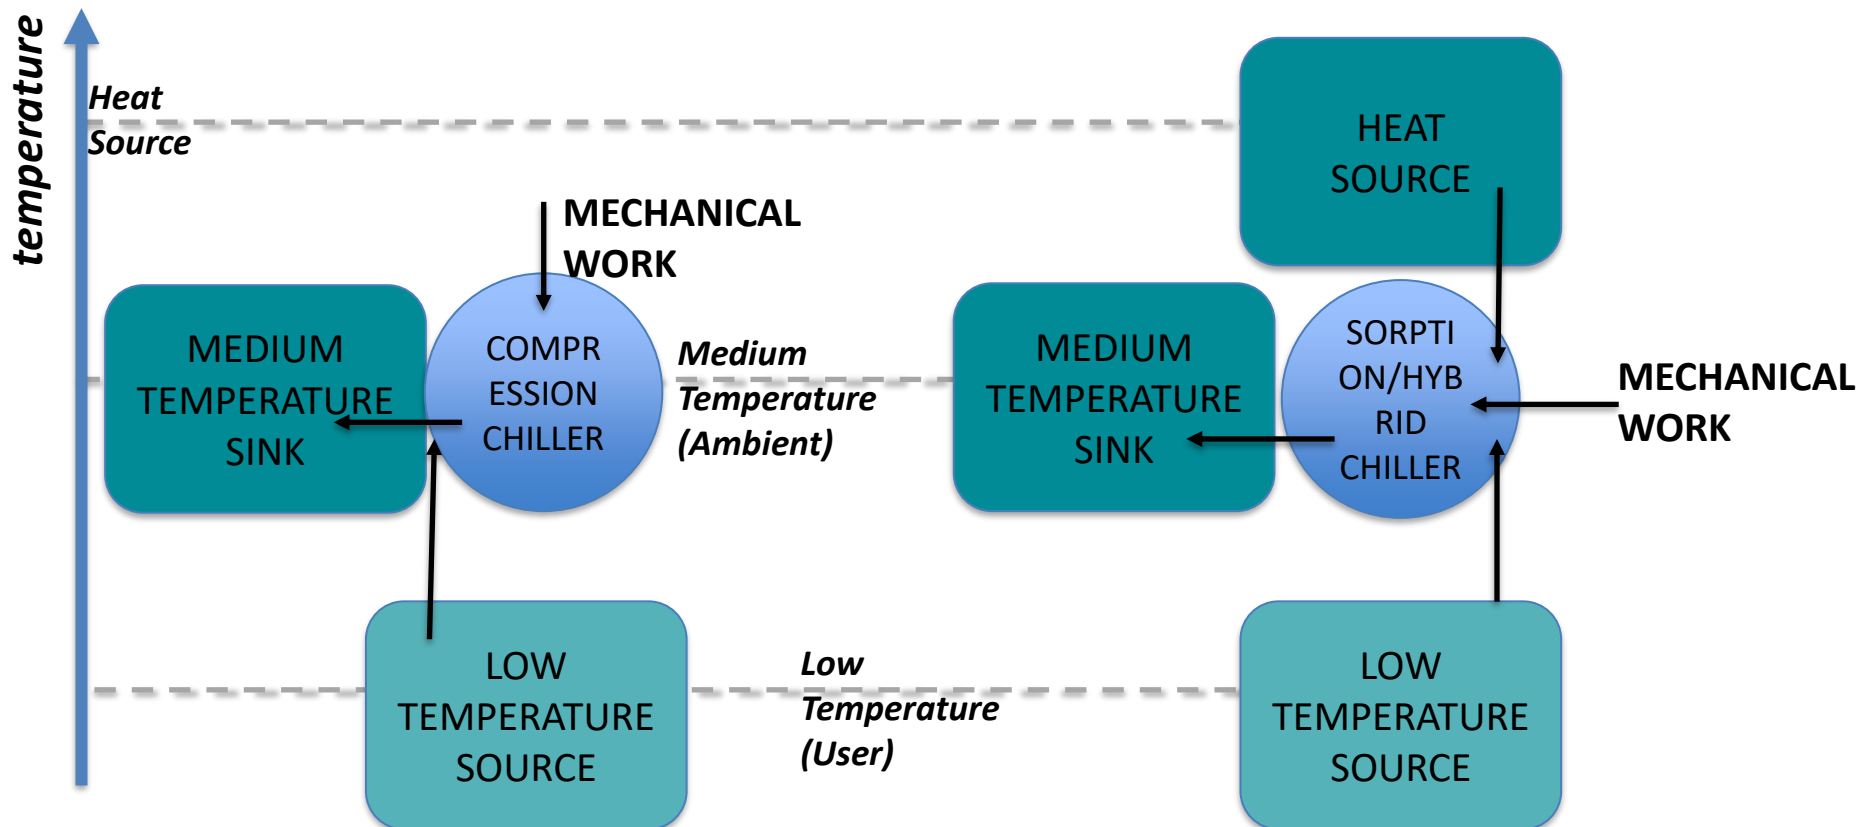 temperature
Heat
Source
HEAT
SOURCE
MECHANICAL
WORK
MEDIUM
TEMPERATURE
SINK
COMPR
ESSION
CHILLER
Medium
Temperature
(Ambient)
MEDIUM
TEMPERATURE
SINK
SORPTI
ON/HYB
RID
CHILLER
MECHANICAL
WORK
LOW
TEMPERATURE
SOURCE
Low
Temperature
(User)
LOW
TEMPERATURE
SOURCE